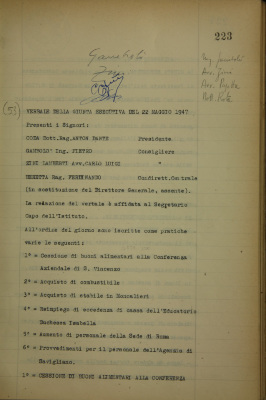 223
(53)
VERBALE DELLA GIUNTA ESECUTIVA DEL 22 MAGGIO 1947
Presenti i Signori:
COSA Dott.Rag.ANTON DANTE Presidente
Ing. PIETRO Consigliere
AVV.CARLO LUIGI "
Rag. FERDINANDO Condirett.Centrale
(in sostituzione del Direttore Generale, assente).
La redazione del verbale è affidata al Segretario
Capo dell'Istituto.
All'ordine del giorno sono iscritte come pratiche
varie le seguenti:
1° = Cessione di buoni alimentari alla Conferenza
Aziendale di S. Vincenzo
2° = Acquisto di combustibile
3° = Acquisto di stabile in Moncalieri
4° = Reimpiego di eccedenza di cassa dell'Educatorio
Duchessa Isabella
5° = Aumento di personale della Sede di Roma
6° = Provvedimenti per il personale dell'Agenzia di
Savigliano.
1° = CESSIONE DI BUONI ALIMENTARI ALLA CONFERENZA